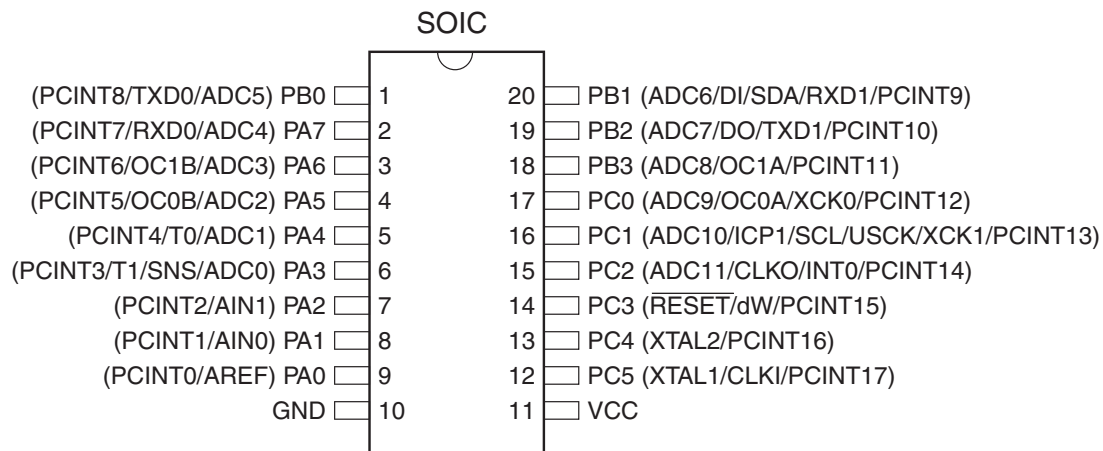 SOIC
(PCINT8/TXD0/ADC5) PB0 1 20 PB1 (ADC6/DI/SDA/RXD1/PCINT9)
(PCINT7/RXD0/ADC4) PA7 2 19 PB2 (ADC7/DO/TXD1/PCINT10)
(PCINT6/OC1B/ADC3) PA6 3 18 PB3 (ADC8/OC1A/PCINT11)
(PCINT5/OC0B/ADC2) PA5 4 17 PC0 (ADC9/OC0A/XCK0/PCINT12)
(PCINT4/T0/ADC1) PA4 5 16 PC1 (ADC10/ICP1/SCL/USCK/XCK1/PCINT13)
(PCINT3/T1/SNS/ADC0) PA3 6 15 PC2 (ADC11/CLKO/INT0/PCINT14)
(PCINT2/AIN1) PA2 7 14 PC3 (RESET/dW/PCINT15)
(PCINT1/AIN0) PA1 8 13 PC4 (XTAL2/PCINT16)
(PCINT0/AREF) PA0 9 12 PC5 (XTAL1/CLKI/PCINT17)
GND 10 11 VCC